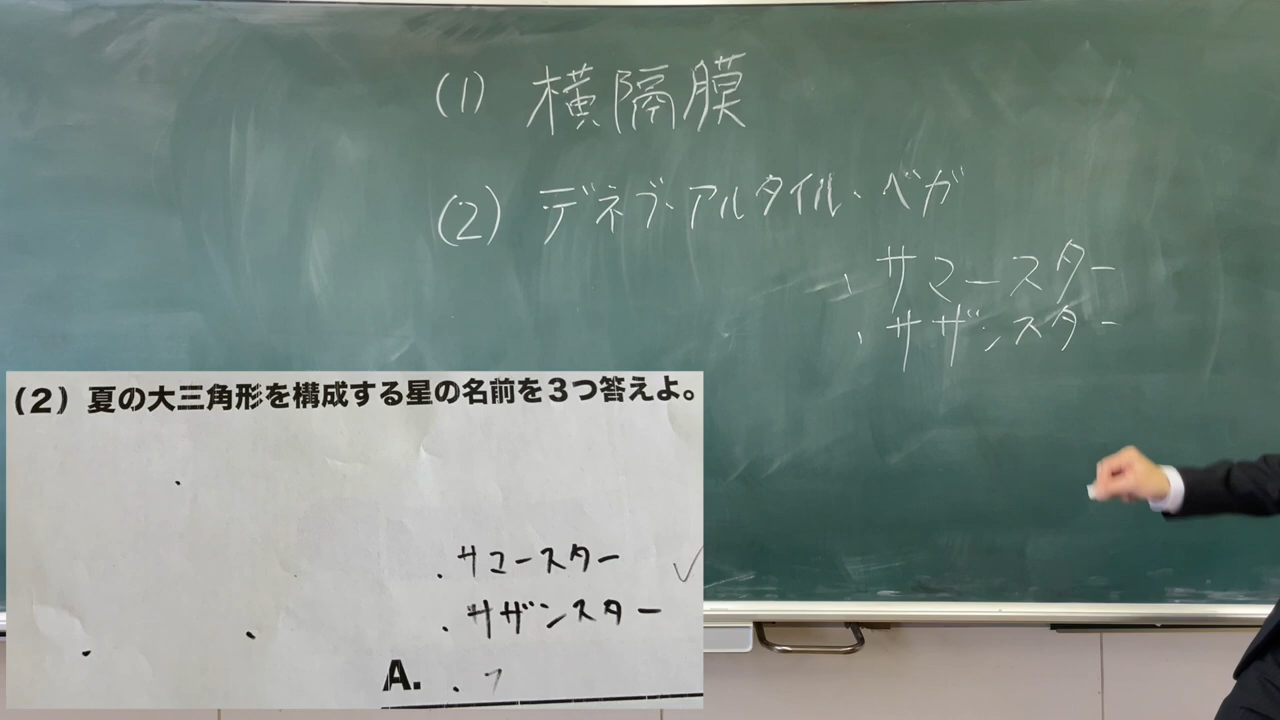 (1) 横隔膜
(2) デネブ・アルタイル・ベガ
・サマースター
・サザンスター
(2) 夏の大三角形を構成する星の名前を3つ答えよ。
・サマースター
・サザンスター
A. ・